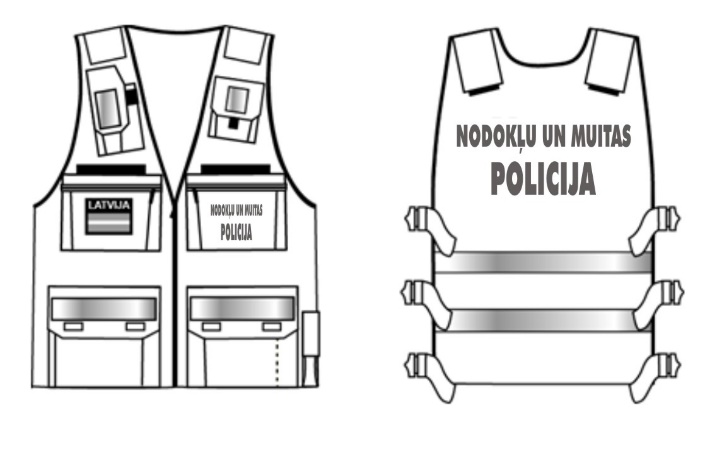 LATVIJA
NODOKĻU UN MUITAS
POLICIJA
NODOKĻU UN MUITAS
POLICIJA